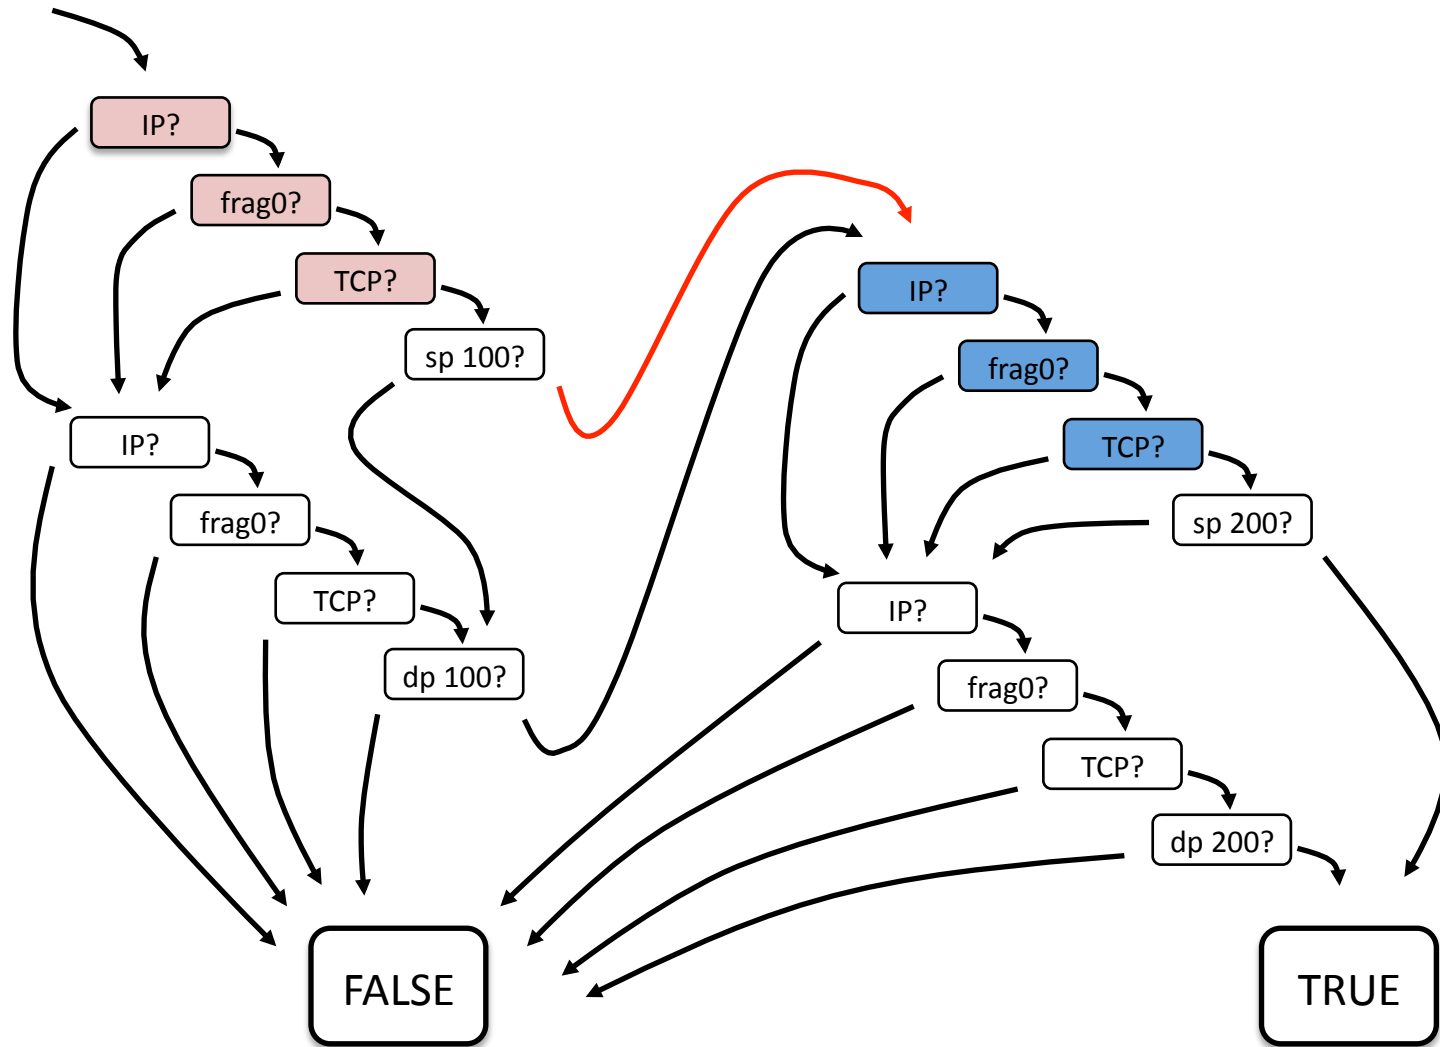 IP?
frag0?
TCP?
sp 100?
IP?
frag0?
TCP?
dp 100?
IP?
frag0?
TCP?
sp 200?
IP?
frag0?
TCP?
dp 200?
FALSE
TRUE